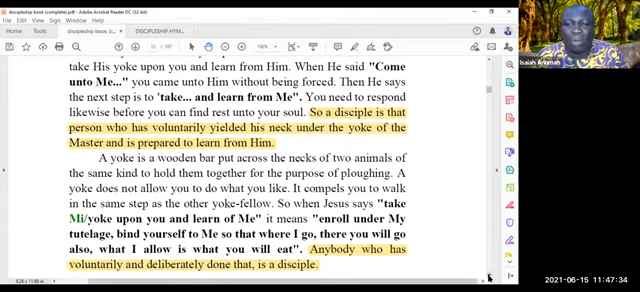 discipleship book (complete).pdf - Adobe Acrobat Reader DC (32-bit)
File Edit View Sign Window Help
Home Tools discipleship book (... × DISCIPLESHIP HYM...
13 / 107 150%
take His yoke upon you and learn from Him. When He said "Come
unto Me..." you came unto Him without being forced. Then He says
the next step is to "take... and learn from Me". You need to respond
likewise before you can find rest unto your soul. So a disciple is that
person who has voluntarily yielded his neck under the yoke of the
Master and is prepared to learn from Him.
A yoke is a wooden bar put across the necks of two animals of
the same kind to hold them together for the purpose of ploughing. A
yoke does not allow you to do what you like. It compels you to walk
in the same step as the other yoke-fellow. So when Jesus says "take
Mi/yoke upon you and learn of Me" it means "enroll under My
tutelage, bind yourself to Me so that where I go, there you will go
also, what I allow is what you will eat". Anybody who has
voluntarily and deliberately done that, is a disciple.
8.26 x 11.68 in
Isaiah Anumah
2021-06-15 11:47:34